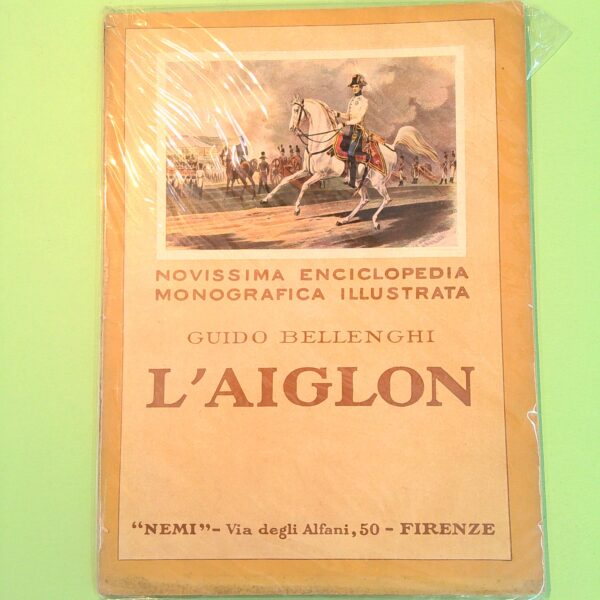 NOVISSIMA ENCICLOPEDIA
MONOGRAFICA ILLUSTRATA
GUIDO BELLENGHI
L'AIGLON
"NEMI" - Via degli Alfani, 50 - FIRENZE